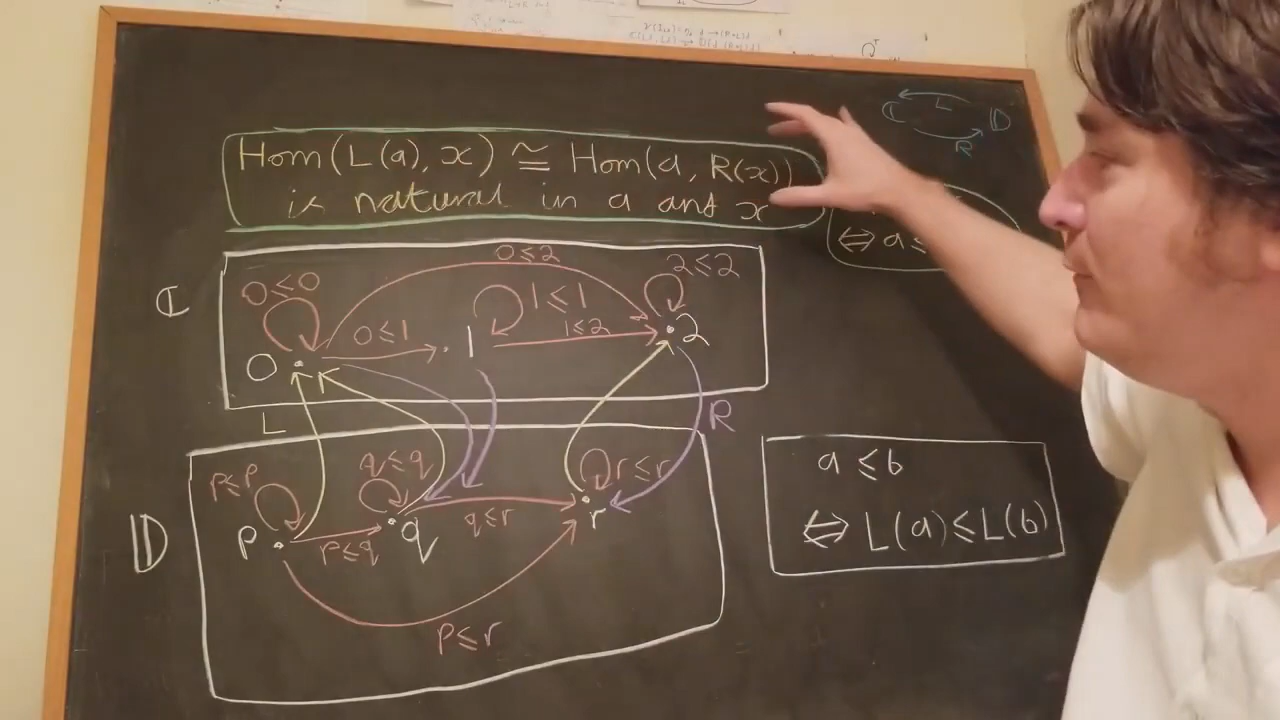 ℂ L 𝔻
R
Hom(L(a), x) ≅ Hom(a, R(x))
is natural in a and x
⇔ a ≤
ℂ
0≤0
0≤2
2≤2
1≤1
0≤1
1≤2
0
1
2
L
R
𝔻
p≤p
q≤q
r≤r
p
p≤q
q
q≤r
r
p≤r
a ≤ b
⇔ L(a) ≤ L(b)